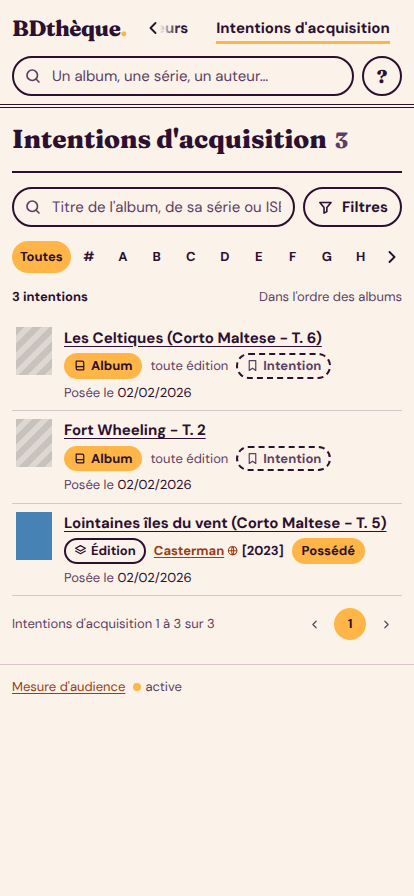 BDthèque. urs Intentions d'acquisition
Un album, une série, un auteur... ?
Intentions d'acquisition 3
Titre de l'album, de sa série ou ISB Filtres
Toutes # A B C D E F G H
3 intentions Dans l'ordre des albums
Les Celtiques (Corto Maltese - T. 6)
Album toute édition Intention
Posée le 02/02/2026
Fort Wheeling - T. 2
Album toute édition Intention
Posée le 02/02/2026
Lointaines îles du vent (Corto Maltese - T. 5)
Édition Casterman [2023] Possédé
Posée le 02/02/2026
Intentions d'acquisition 1 à 3 sur 3 ‹ 1 ›
Mesure d'audience active